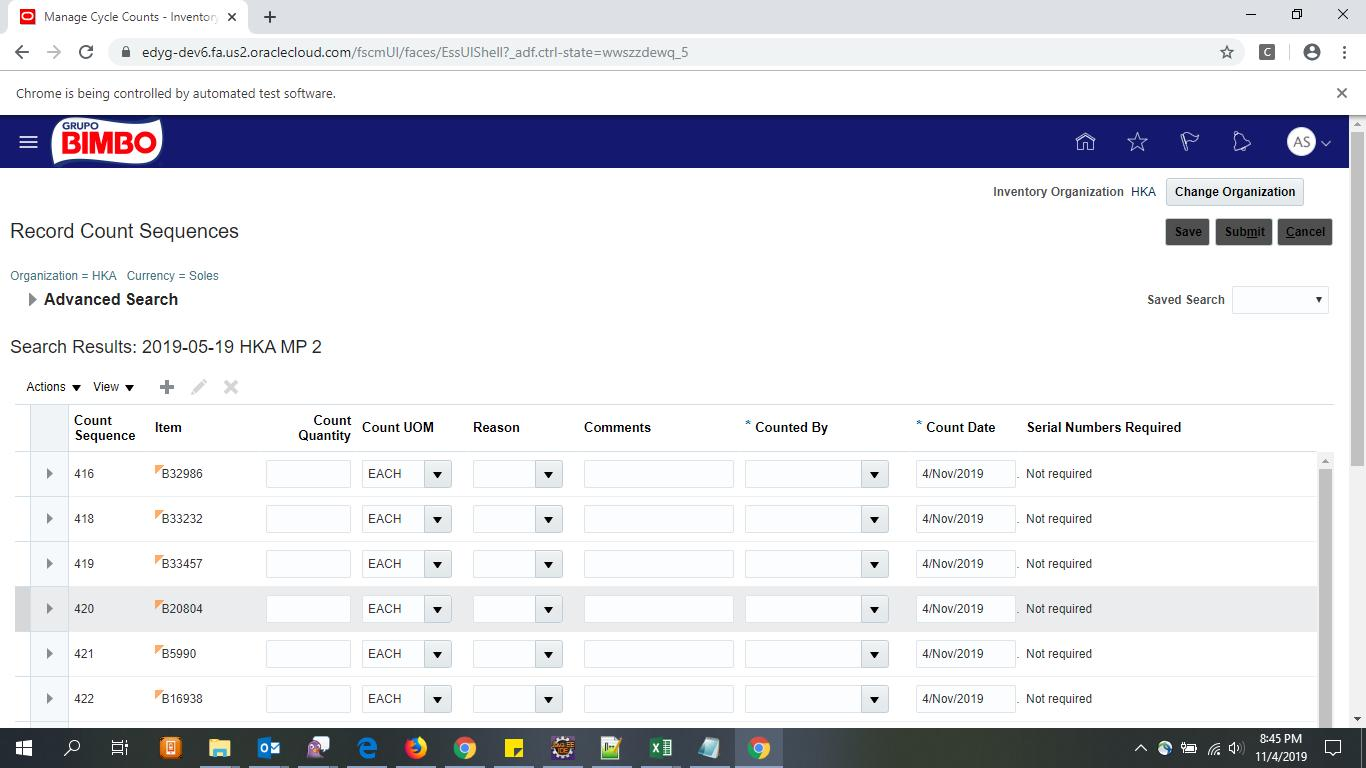 Manage Cycle Counts - Inventory
edyg-dev6.fa.us2.oraclecloud.com/fscmUI/faces/EssUIShell?_adf.ctrl-state=wwszzdewq_5
C
Chrome is being controlled by automated test software.
GRUPO
BIMBO
AS
Inventory Organization HKA Change Organization
Record Count Sequences
Save Submit Cancel
Organization = HKA Currency = Soles
Advanced Search
Saved Search
Search Results: 2019-05-19 HKA MP 2
Actions View
Count Sequence Item Count Quantity Count UOM Reason Comments * Counted By * Count Date Serial Numbers Required
416 B32986 EACH 4/Nov/2019 Not required
418 B33232 EACH 4/Nov/2019 Not required
419 B33457 EACH 4/Nov/2019 Not required
420 B20804 EACH 4/Nov/2019 Not required
421 B5990 EACH 4/Nov/2019 Not required
422 B16938 EACH 4/Nov/2019 Not required
8:45 PM
11/4/2019